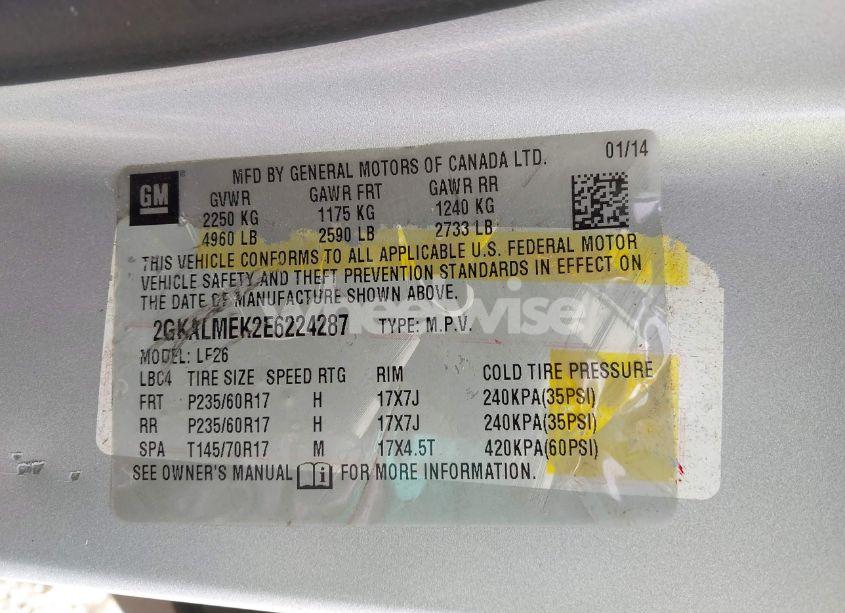 MFD BY GENERAL MOTORS OF CANADA LTD. 01/14
GM
GVWR GAWR FRT GAWR RR
2250 KG 1175 KG 1240 KG
4960 LB 2590 LB 2733 LB
THIS VEHICLE CONFORMS TO ALL APPLICABLE U.S. FEDERAL MOTOR
VEHICLE SAFETY AND THEFT PREVENTION STANDARDS IN EFFECT ON
THE DATE OF MANUFACTURE SHOWN ABOVE.
2GKALMEK2E6224287 TYPE: M.P.V.
MODEL: LF26
LBC4 TIRE SIZE SPEED RTG RIM COLD TIRE PRESSURE
FRT P235/60R17 H 17X7J 240KPA(35PSI)
RR P235/60R17 H 17X7J 240KPA(35PSI)
SPA T145/70R17 M 17X4.5T 420KPA(60PSI)
SEE OWNER'S MANUAL FOR MORE INFORMATION.